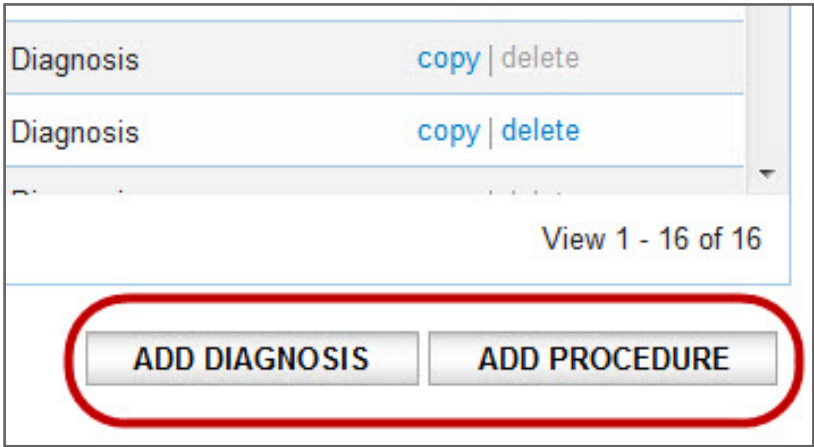 Diagnosis copy | delete
Diagnosis copy | delete
View 1 - 16 of 16
ADD DIAGNOSIS ADD PROCEDURE